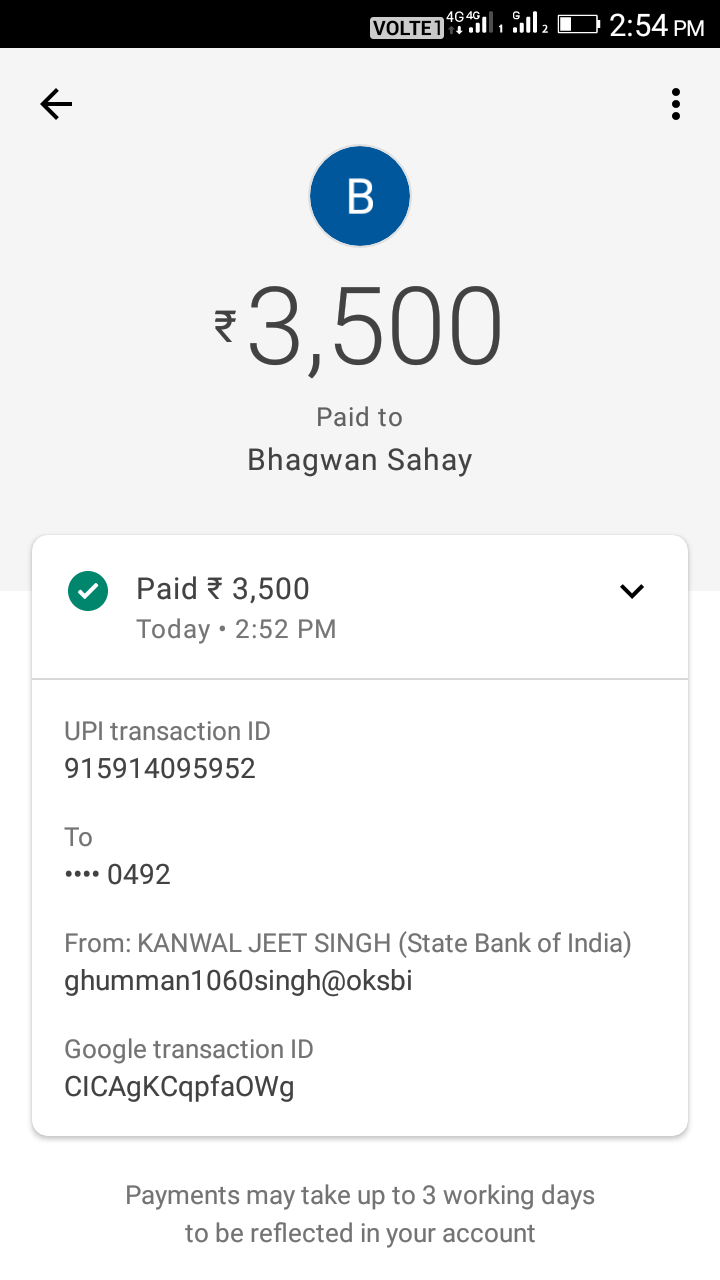 VOLTE1 4G 4G 1 G 2 2:54 PM
B
₹3,500
Paid to
Bhagwan Sahay
Paid ₹ 3,500
Today • 2:52 PM
UPI transaction ID
915914095952
To
•••• 0492
From: KANWAL JEET SINGH (State Bank of India)
ghumman1060singh@oksbi
Google transaction ID
CICAgKCqpfaOWg
Payments may take up to 3 working days
to be reflected in your account